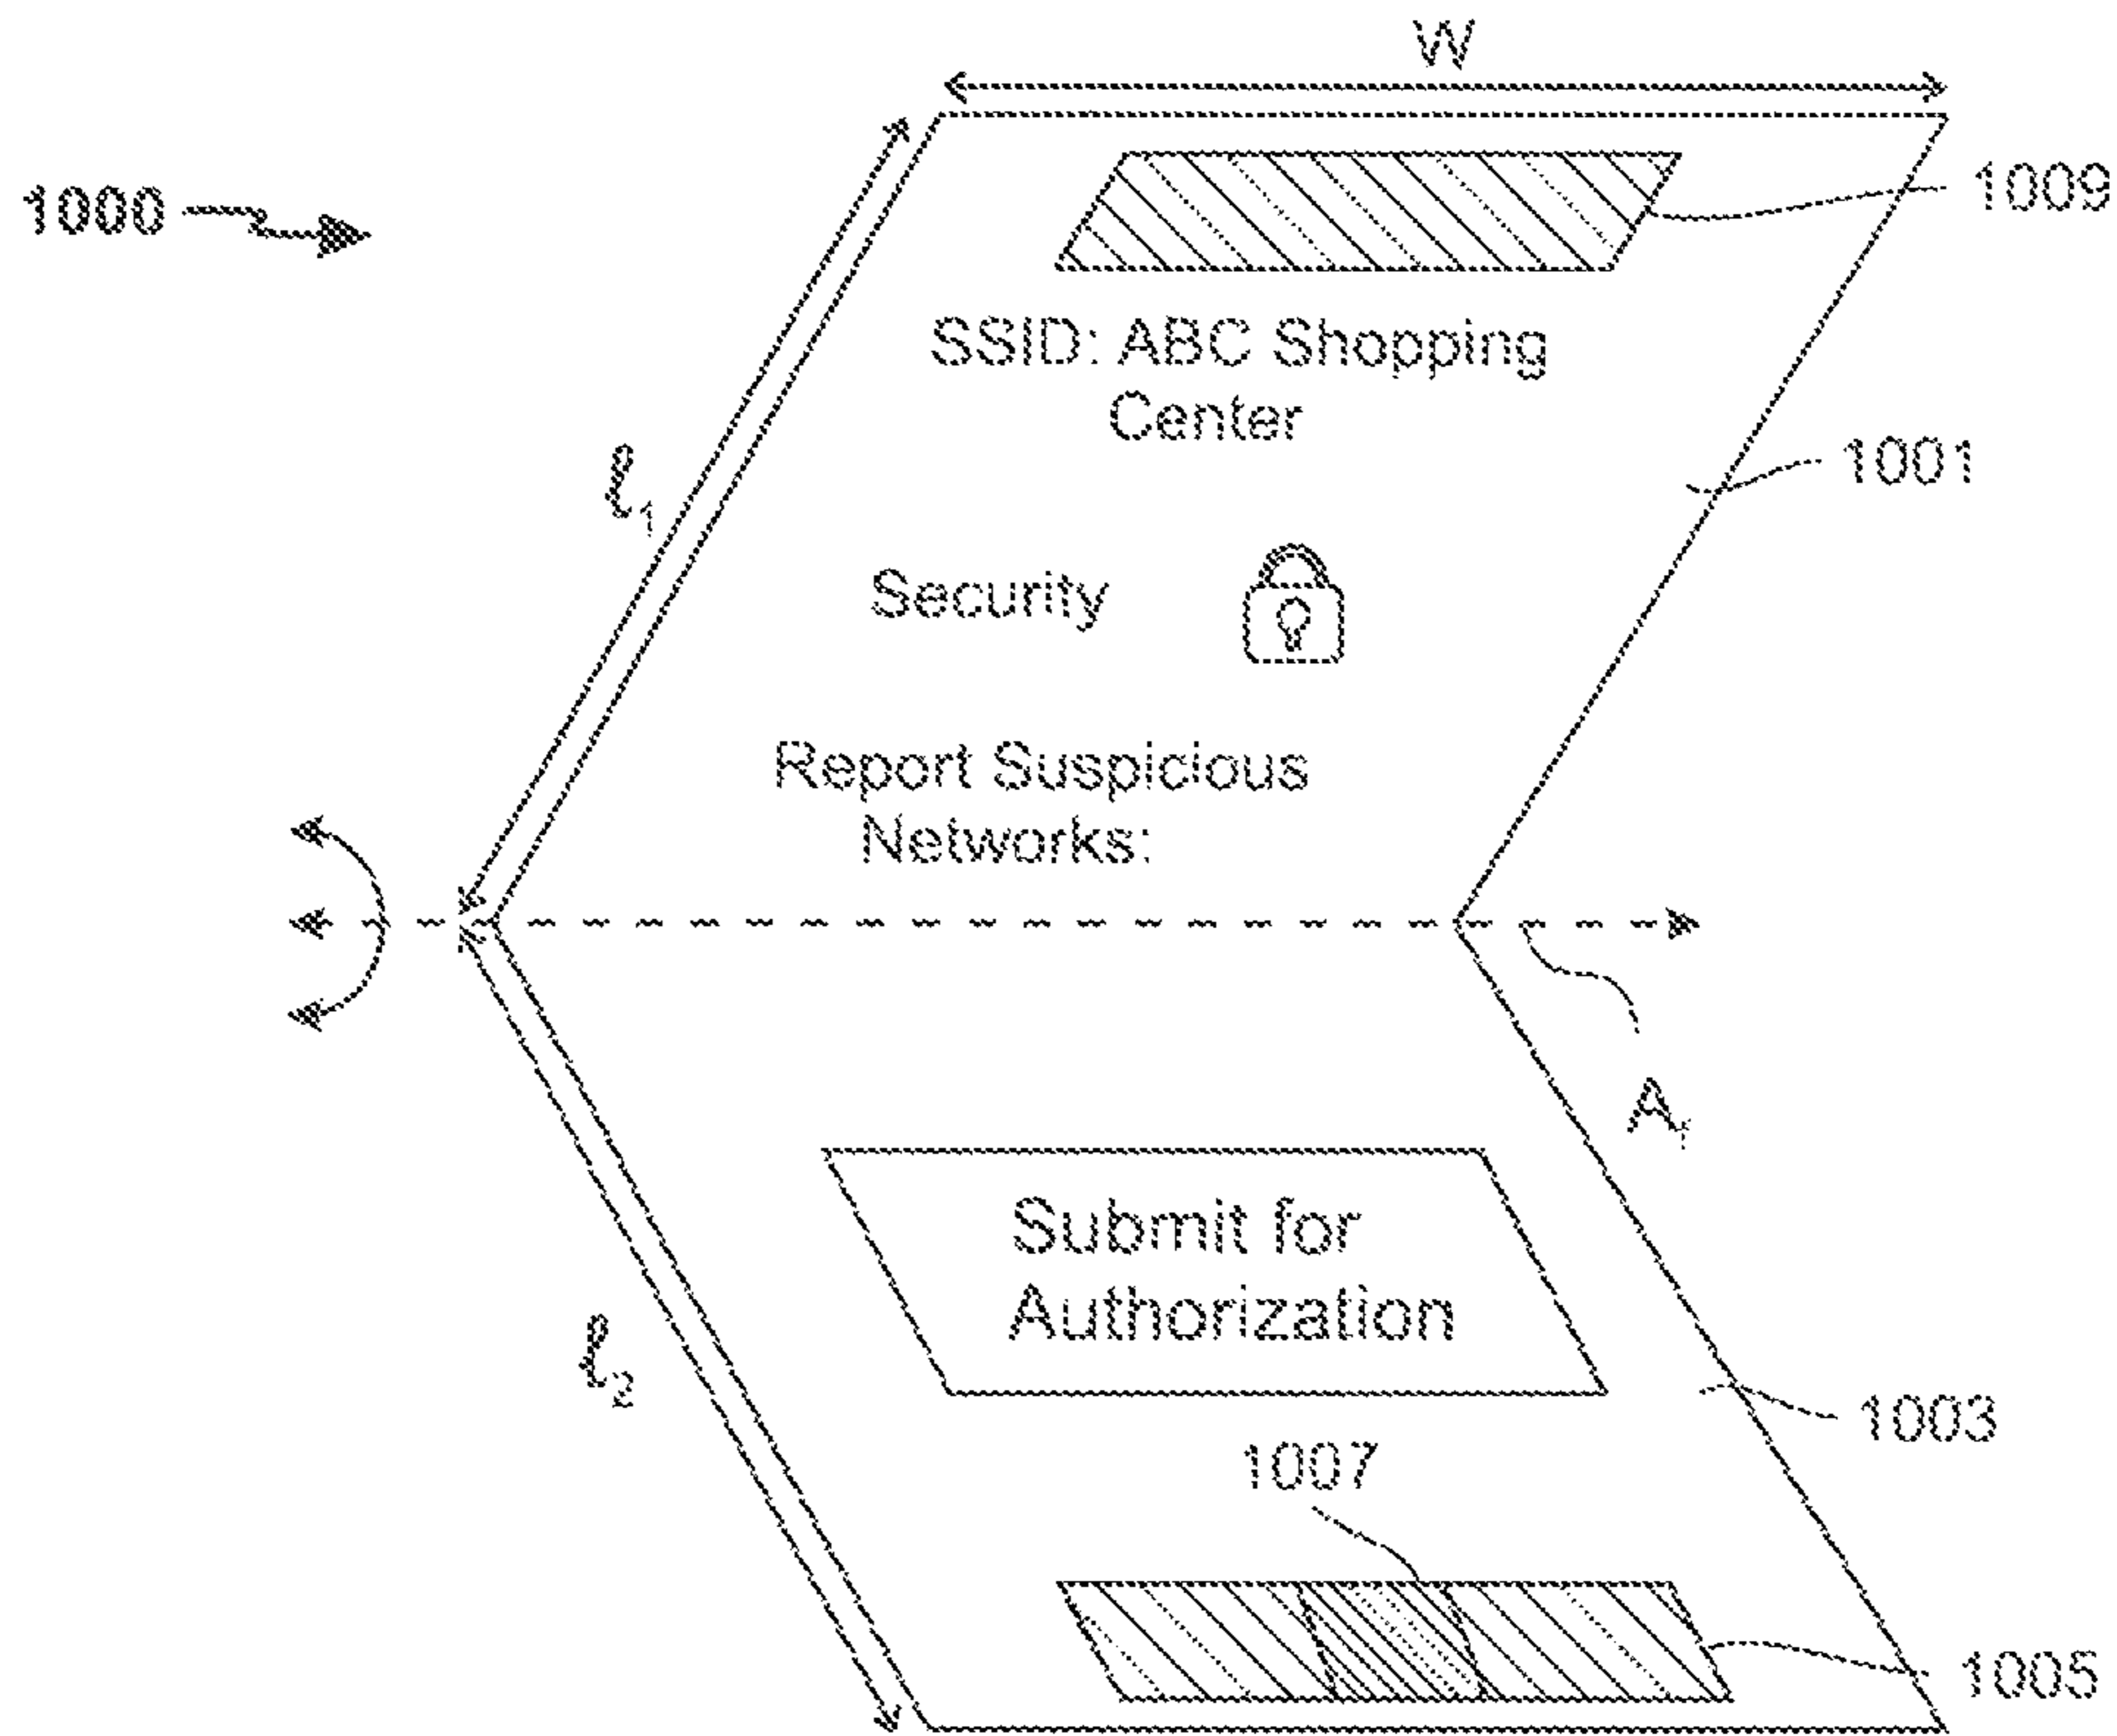 W
1000
1009
SSID: ABC Shopping
Center
ℓ1
1001
Security
Report Suspicious
Networks:
A1
Submit for
Authorization
ℓ2
1003
1007
1005